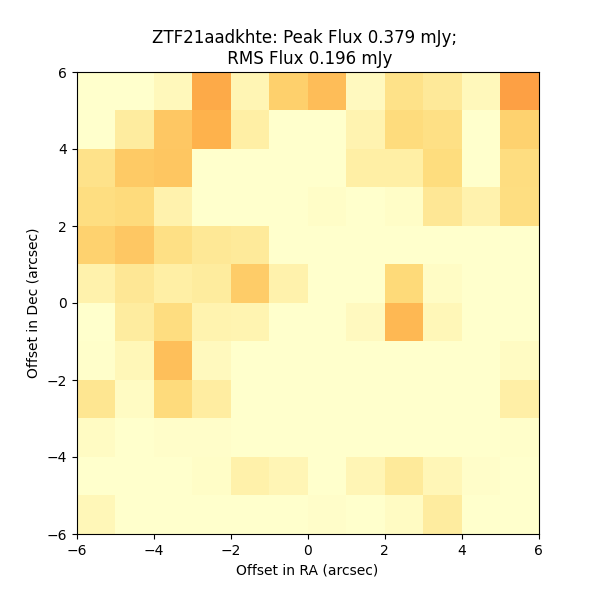 ZTF21aadkhte: Peak Flux 0.379 mJy;
RMS Flux 0.196 mJy
6
4
2
0
−2
−4
−6
Offset in Dec (arcsec)
−6 −4 −2 0 2 4 6
Offset in RA (arcsec)